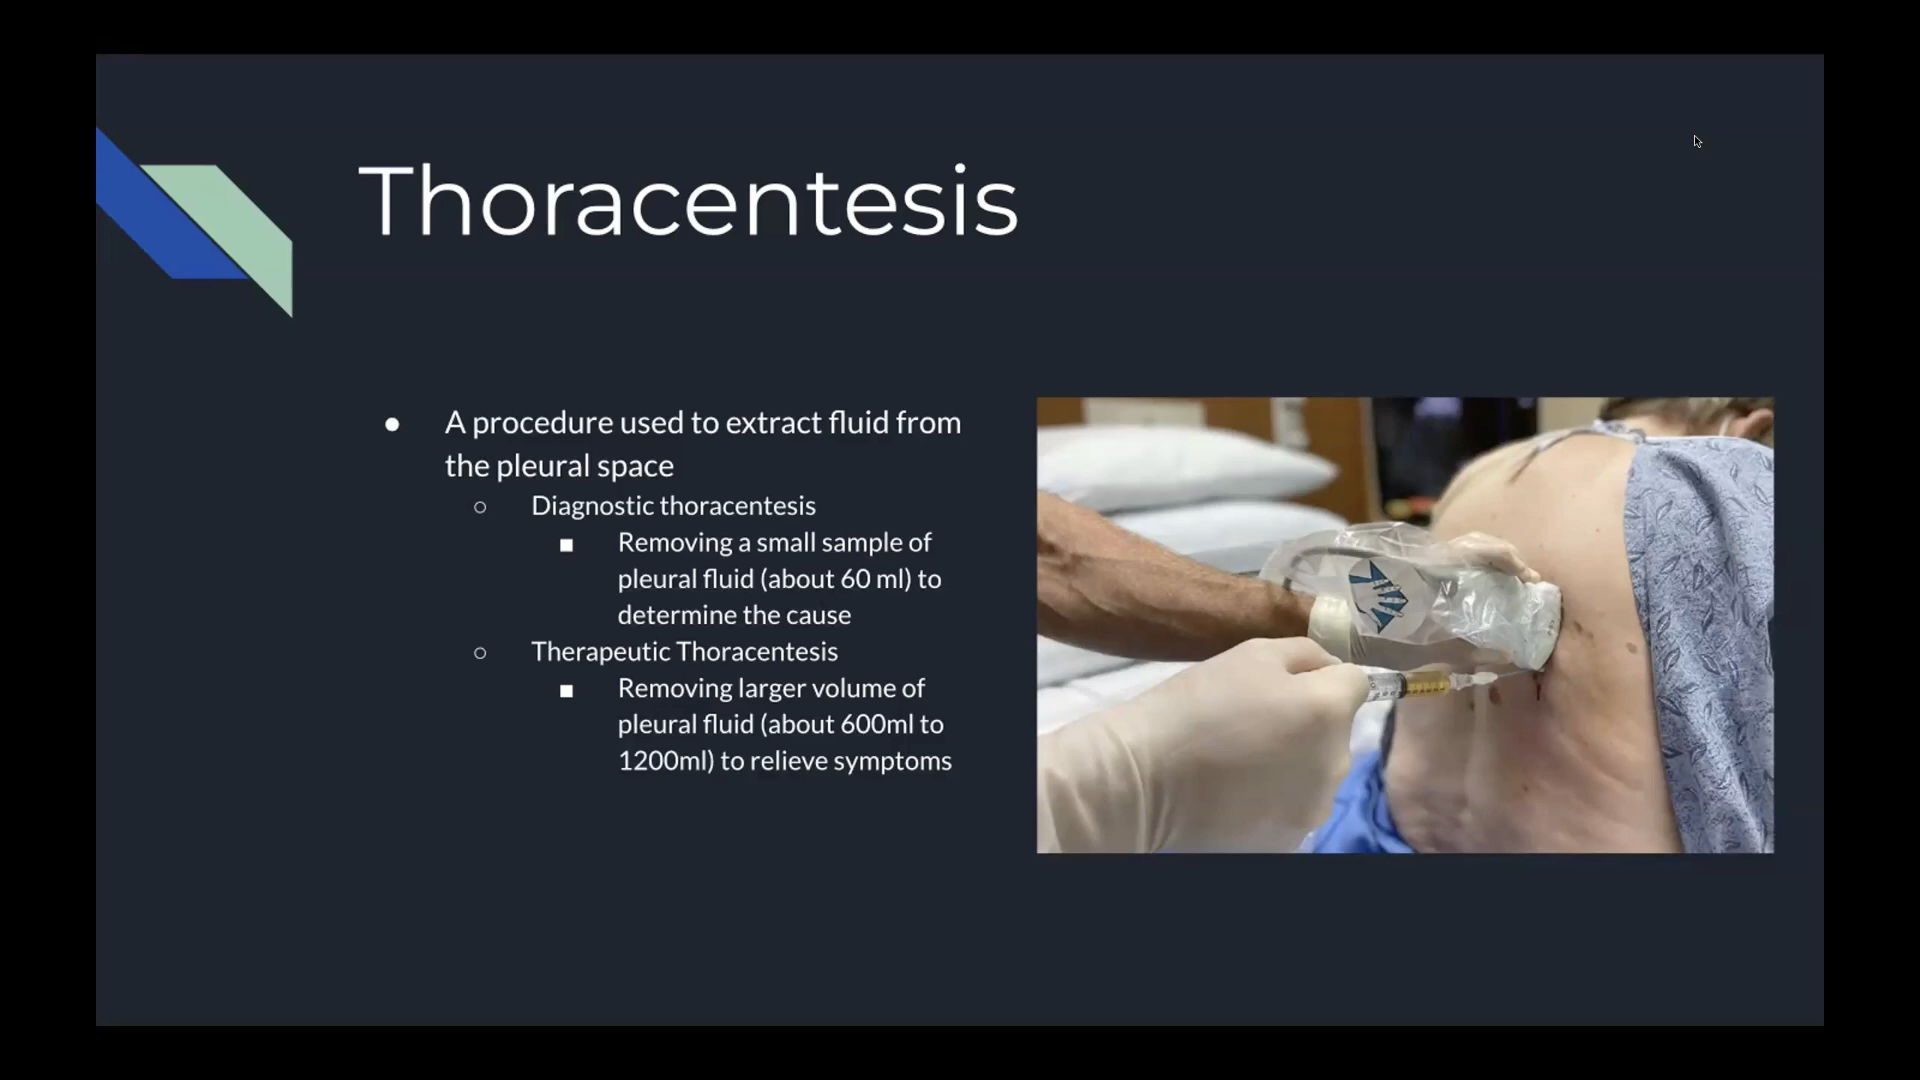 Thoracentesis
● A procedure used to extract fluid from
the pleural space
○ Diagnostic thoracentesis
■ Removing a small sample of
pleural fluid (about 60 ml) to
determine the cause
○ Therapeutic Thoracentesis
■ Removing larger volume of
pleural fluid (about 600ml to
1200ml) to relieve symptoms